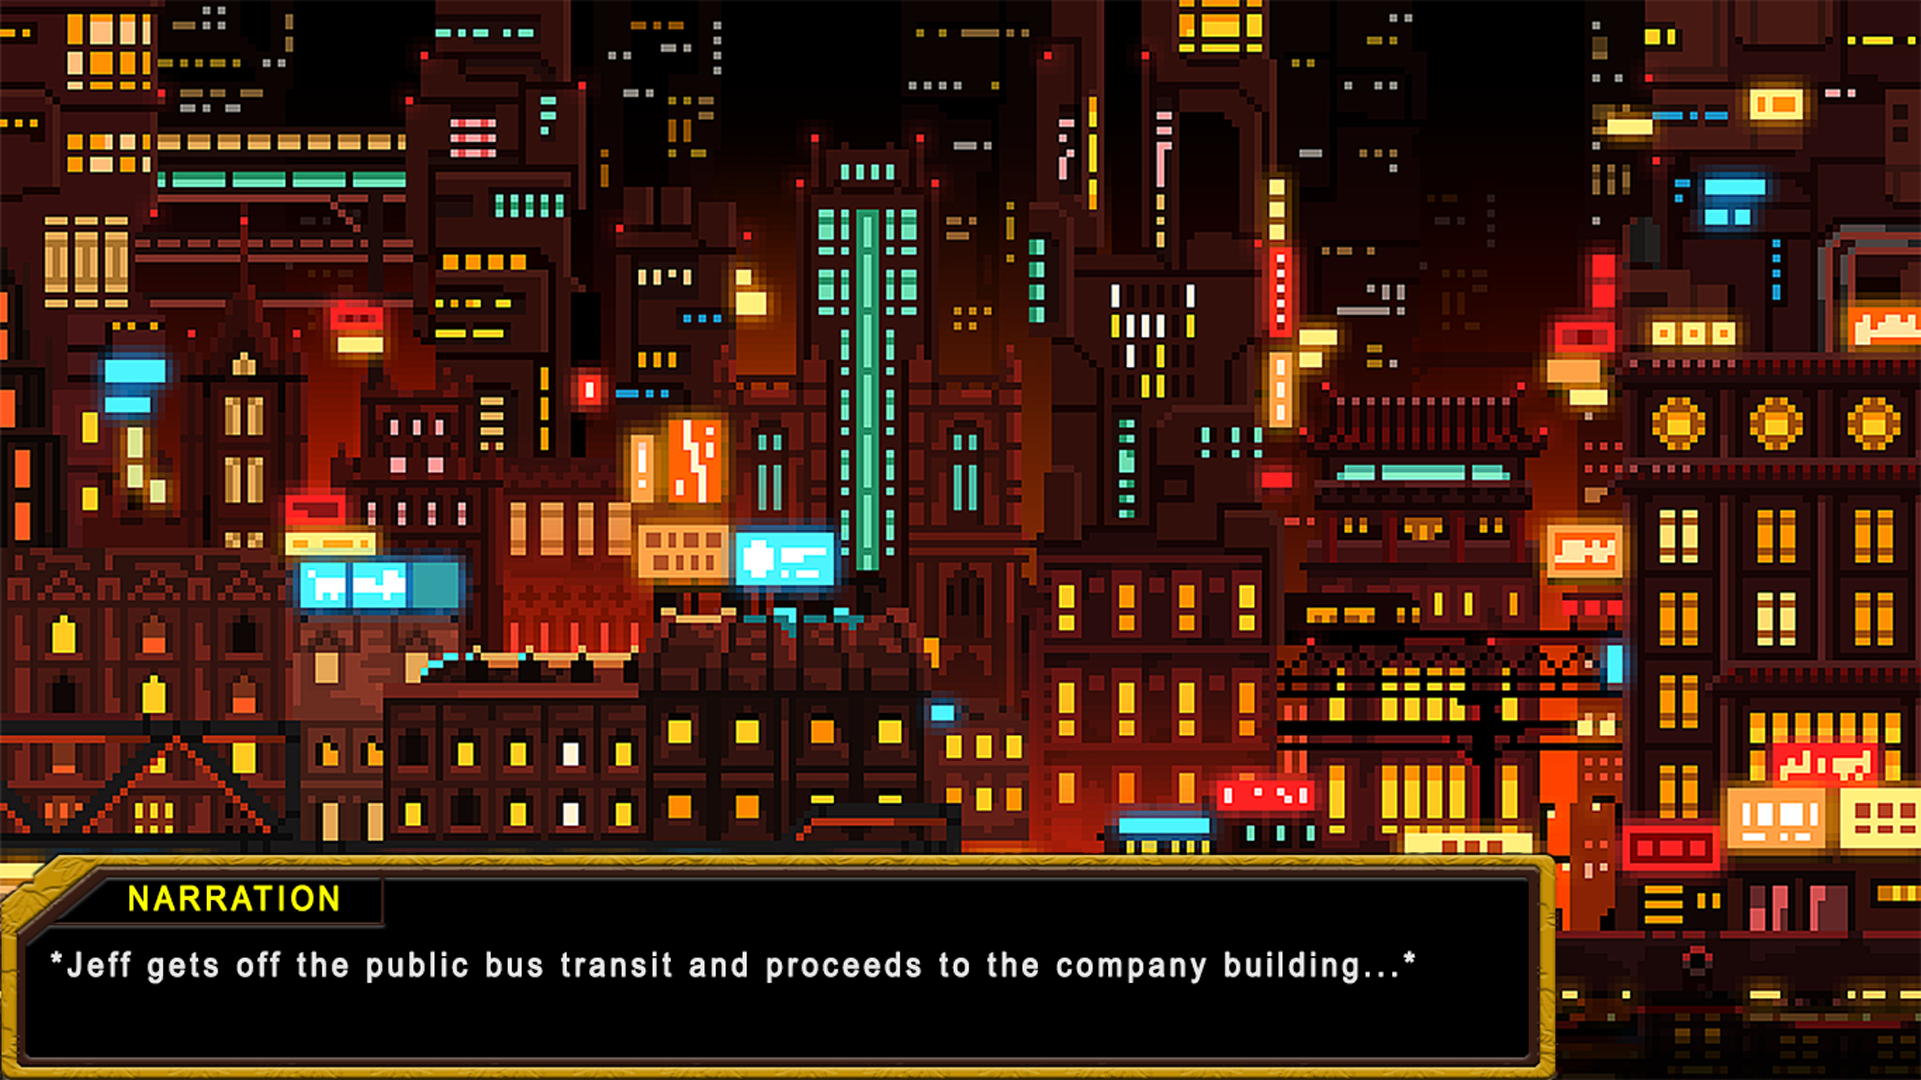 NARRATION
*Jeff gets off the public bus transit and proceeds to the company building...*